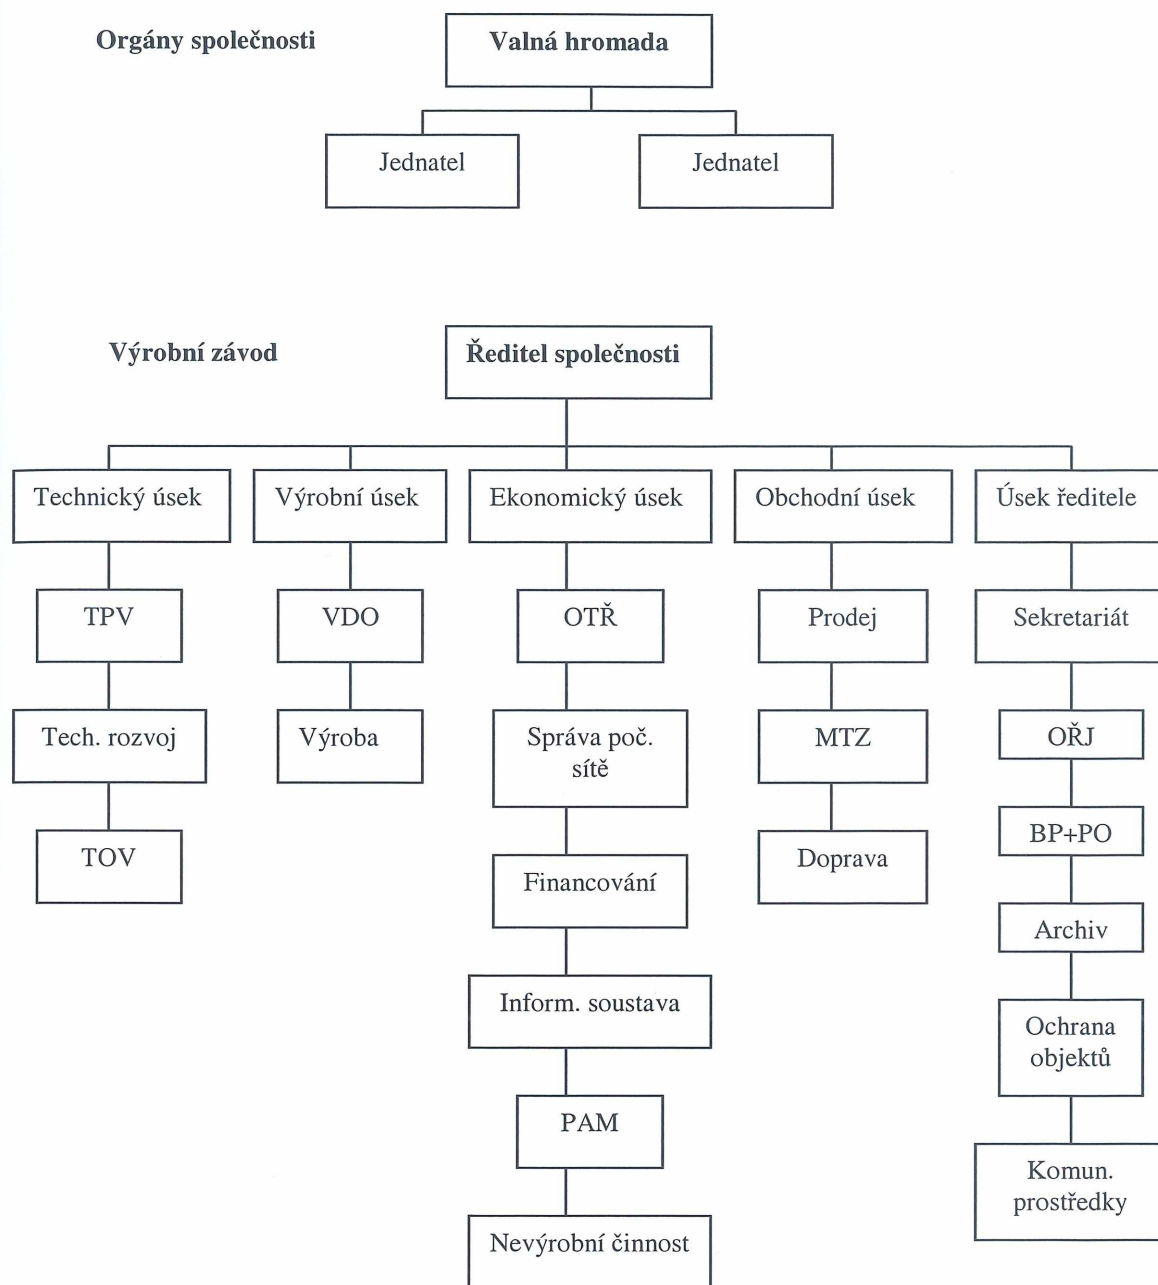 Orgány společnosti
Valná hromada
Jednatel
Jednatel
Výrobní závod
Ředitel společnosti
Technický úsek
Výrobní úsek
Ekonomický úsek
Obchodní úsek
Úsek ředitele
TPV
VDO
OTŘ
Prodej
Sekretariát
Tech. rozvoj
Výroba
Správa poč.
sítě
MTZ
OŘJ
TOV
Financování
Doprava
BP+PO
Archiv
Inform. soustava
Ochrana
objektů
PAM
Komun.
prostředky
Nevýrobní činnost